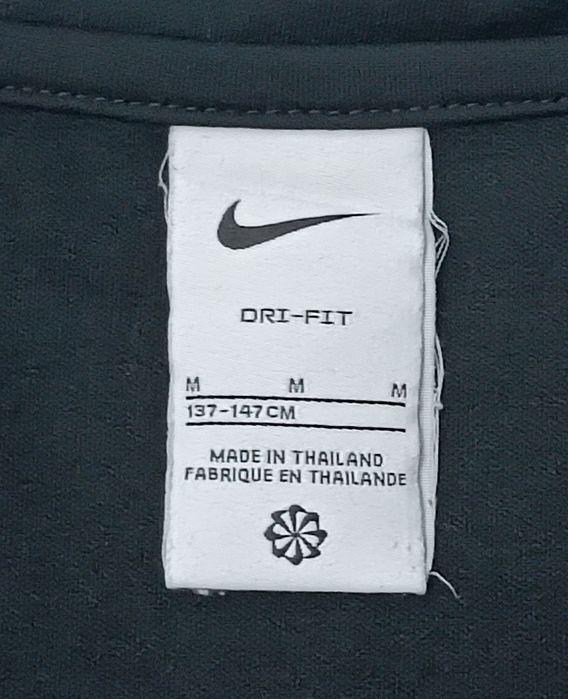 DRI-FIT
M M M
137-147CM
MADE IN THAILAND
FABRIQUE EN THAILANDE